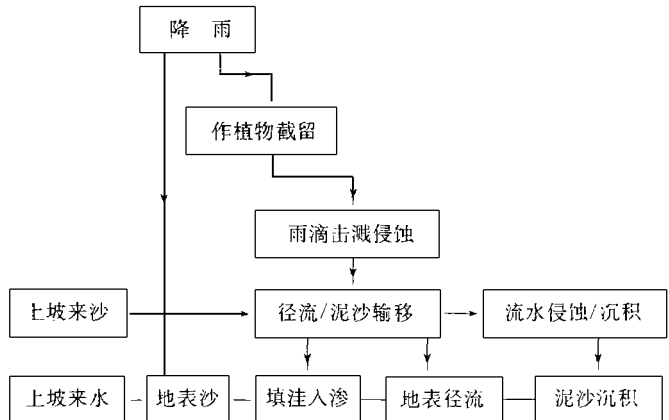 降 雨
作植物截留
雨滴击溅侵蚀
上坡来沙
径流/泥沙输移
流水侵蚀/沉积
上坡来水
地表沙
填洼入渗
地表径流
泥沙沉积